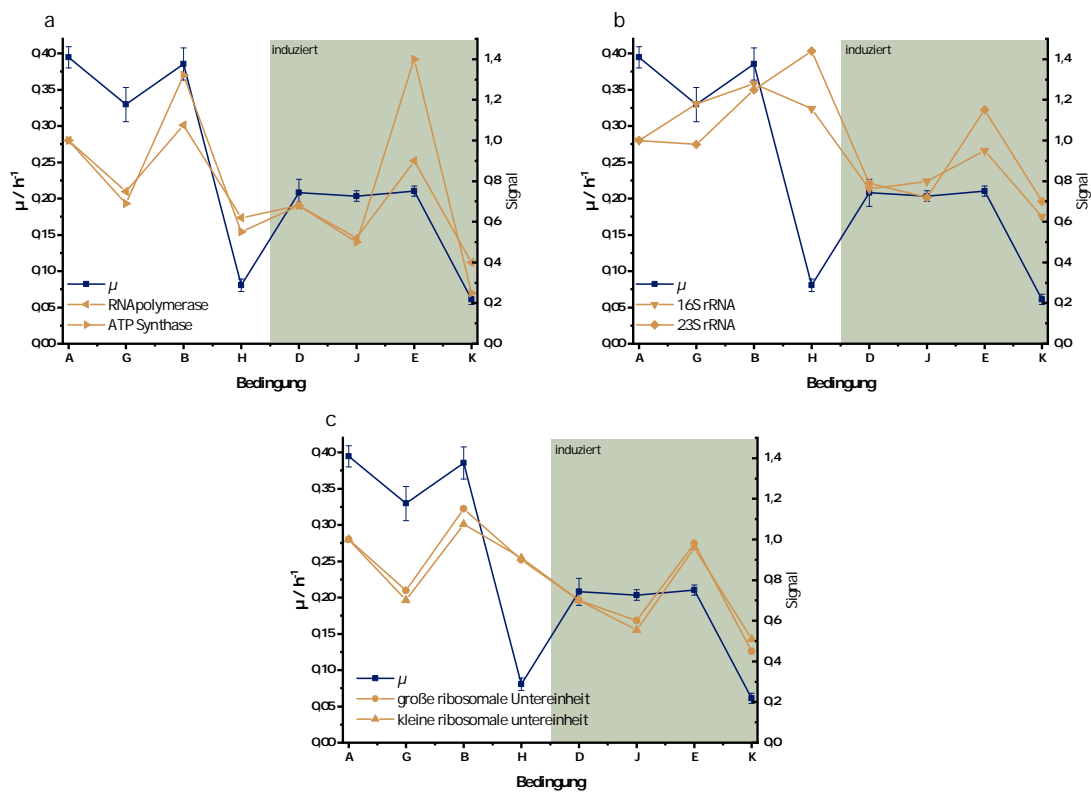 a
induziert
0,40
0,35
0,30
0,25
0,20
0,15
0,10
0,05
0,00
µ / h⁻¹
1,4
1,2
1,0
0,8
0,6
0,4
0,2
0,0
Signal
µ
RNApolymerase
ATP Synthase
A G B H D J E K
Bedingung
b
induziert
0,40
0,35
0,30
0,25
0,20
0,15
0,10
0,05
0,00
µ / h⁻¹
1,4
1,2
1,0
0,8
0,6
0,4
0,2
0,0
Signal
µ
16S rRNA
23S rRNA
A G B H D J E K
Bedingung
c
induziert
0,40
0,35
0,30
0,25
0,20
0,15
0,10
0,05
0,00
µ / h⁻¹
1,4
1,2
1,0
0,8
0,6
0,4
0,2
0,0
Signal
µ
große ribosomale Untereinheit
kleine ribosomale untereinheit
A G B H D J E K
Bedingung